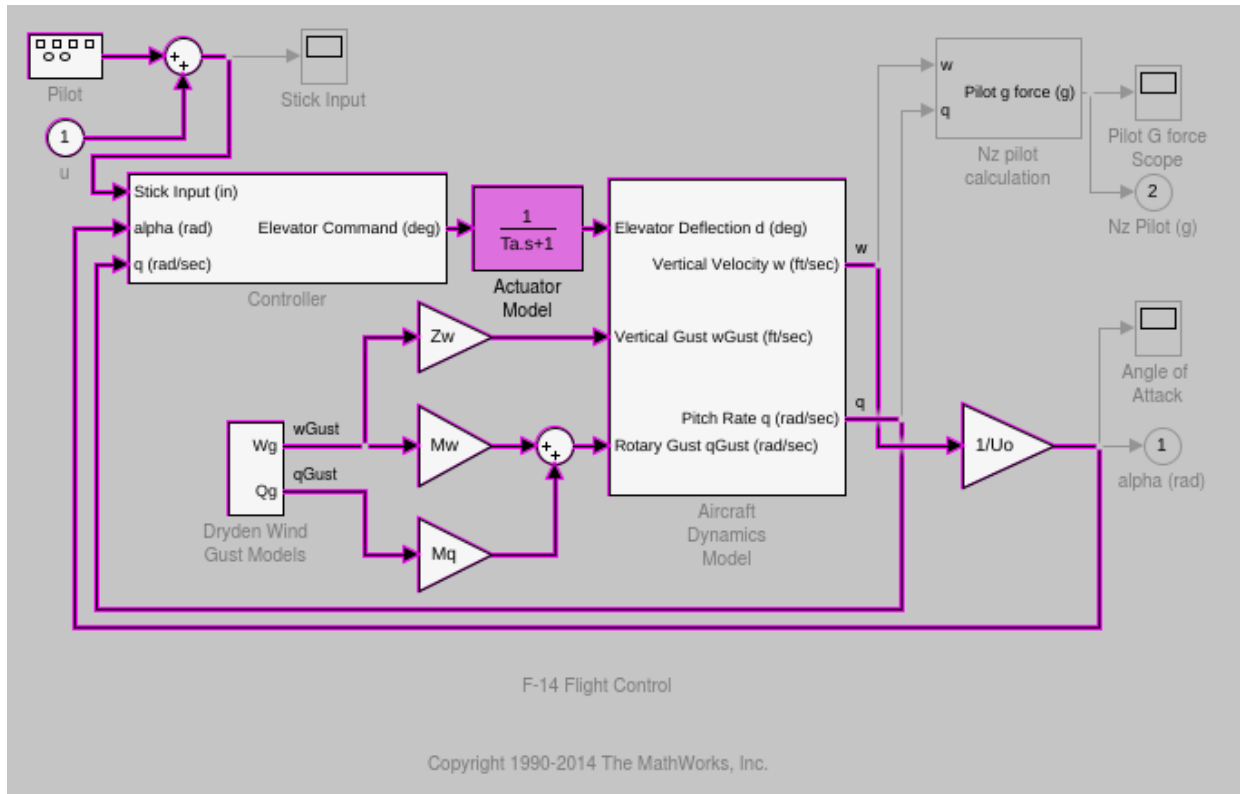 Pilot
+
+
Stick Input
1
u
Stick Input (in)
alpha (rad)
q (rad/sec)
Elevator Command (deg)
Controller
1
Ta.s+1
Actuator
Model
Elevator Deflection d (deg)
Vertical Velocity w (ft/sec)
Vertical Gust wGust (ft/sec)
Pitch Rate q (rad/sec)
Rotary Gust qGust (rad/sec)
Aircraft
Dynamics
Model
w
q
w
q
Pilot g force (g)
Nz pilot
calculation
Pilot G force
Scope
2
Nz Pilot (g)
Angle of
Attack
1/Uo
1
alpha (rad)
Zw
Mw
Mq
+
+
wGust
qGust
Wg
Qg
Dryden Wind
Gust Models
F-14 Flight Control
Copyright 1990-2014 The MathWorks, Inc.